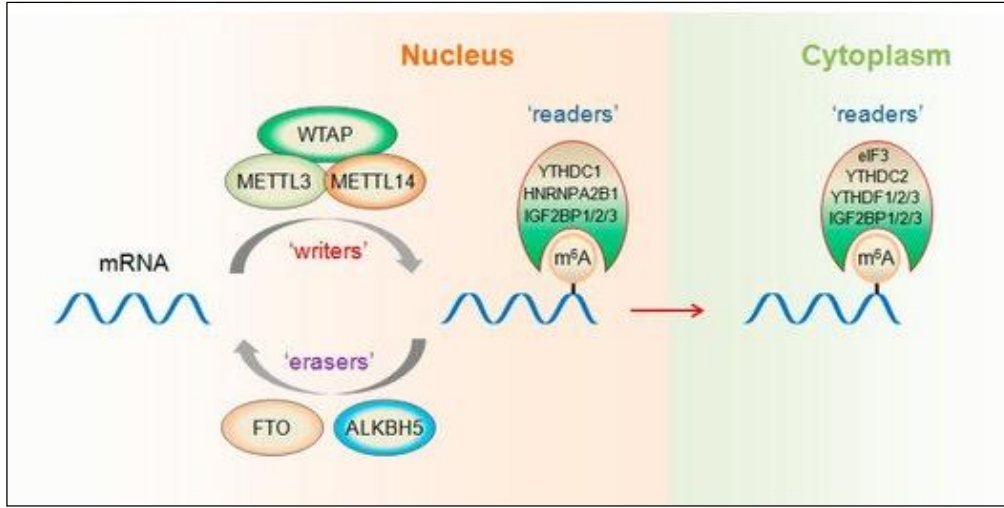 Nucleus
Cytoplasm
WTAP
METTL3
METTL14
'writers'
mRNA
'erasers'
FTO
ALKBH5
'readers'
YTHDC1
HNRNPA2B1
IGF2BP1/2/3
m⁶A
'readers'
eIF3
YTHDC2
YTHDF1/2/3
IGF2BP1/2/3
m⁶A